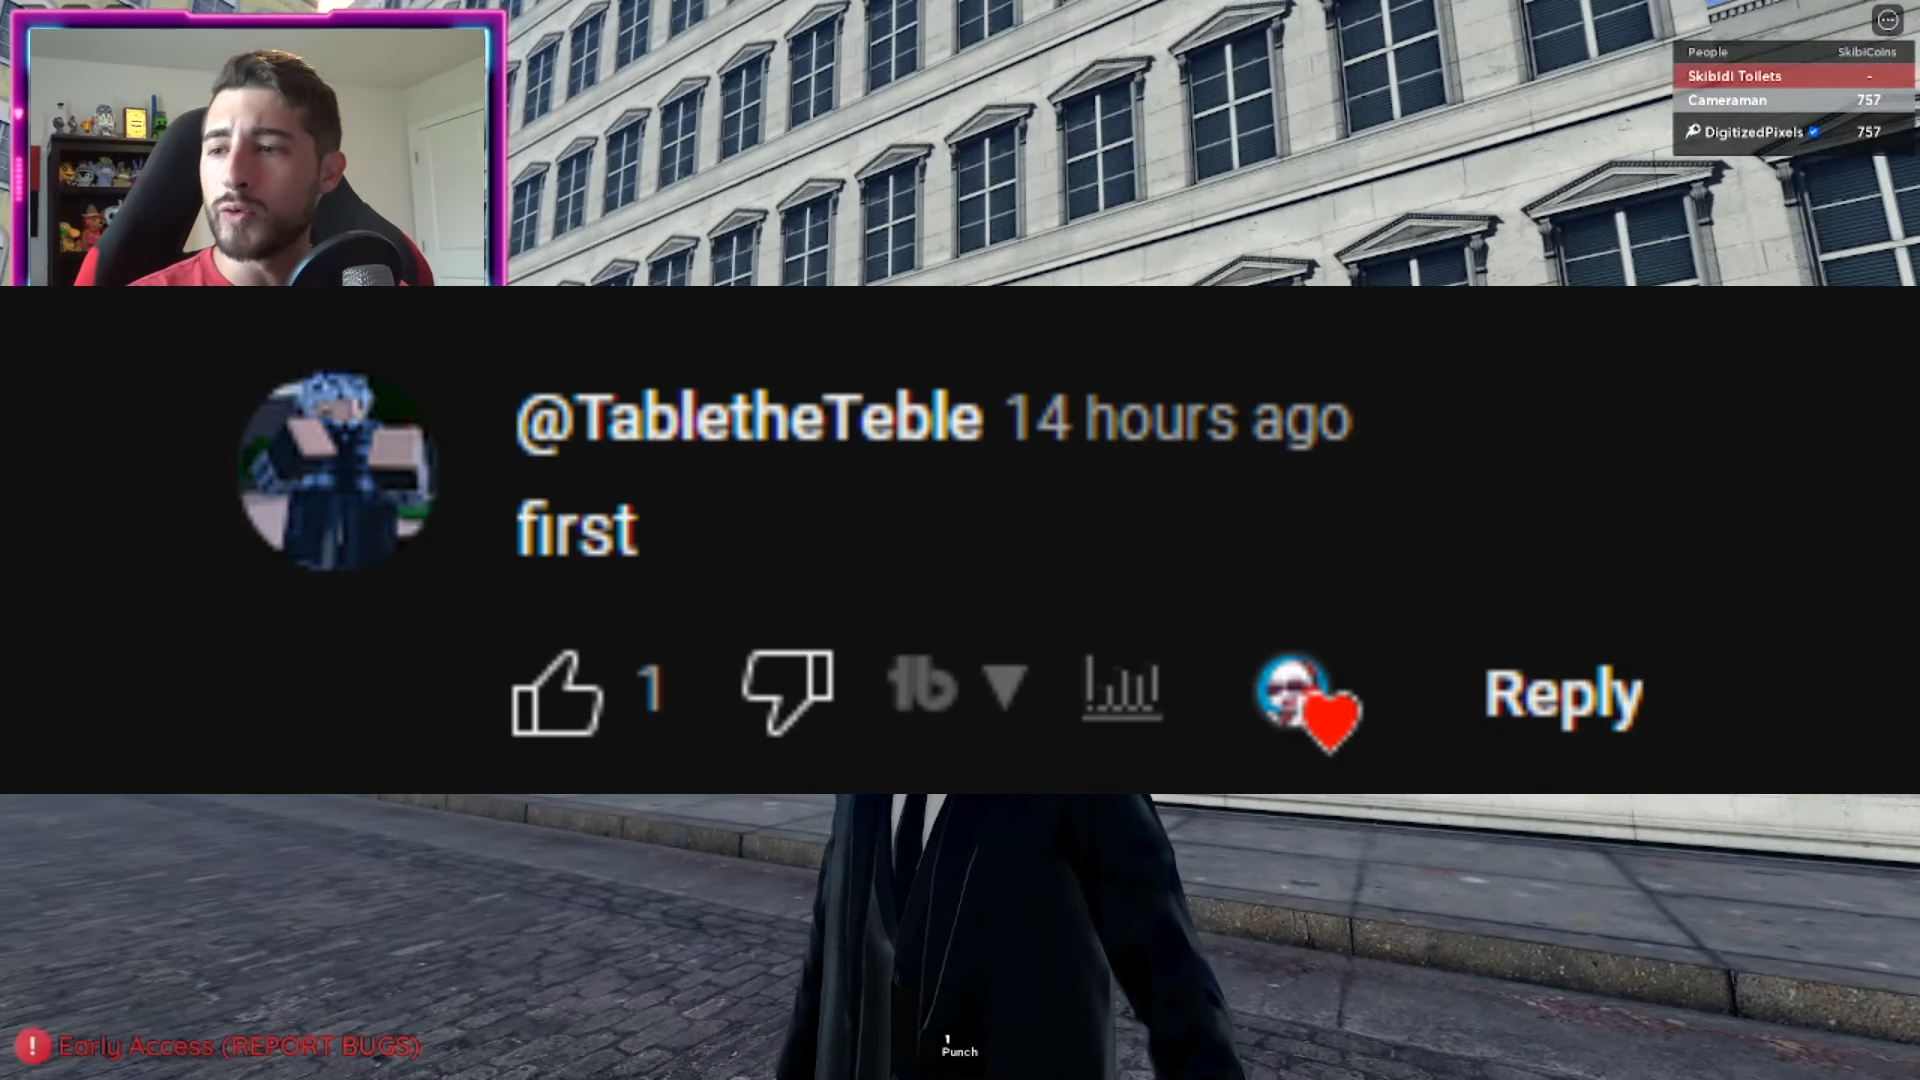 People SkibiCoins
Skibidi Toilets -
Cameraman 757
DigitizedPixels 757
@TabletheTeble 14 hours ago
first
1
Reply
! Early Access (REPORT BUGS)
1
Punch